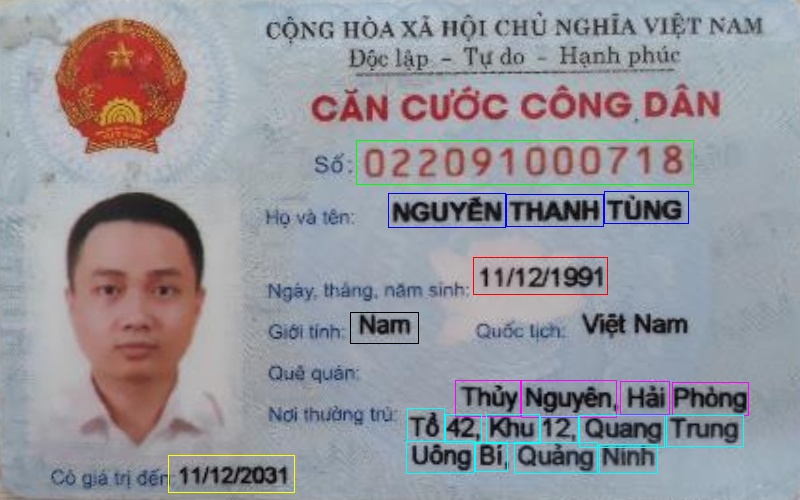 CỘNG HÒA XÃ HỘI CHỦ NGHĨA VIỆT NAM
Độc lập - Tự do - Hạnh phúc
CĂN CƯỚC CÔNG DÂN
Số: 022091000718
Họ và tên: NGUYỄN THANH TÙNG
Ngày, tháng, năm sinh: 11/12/1991
Giới tính: Nam Quốc tịch: Việt Nam
Quê quán:
Thủy Nguyên, Hải Phòng
Nơi thường trú: Tổ 42, Khu 12, Quang Trung
Uông Bí, Quảng Ninh
Có giá trị đến: 11/12/2031